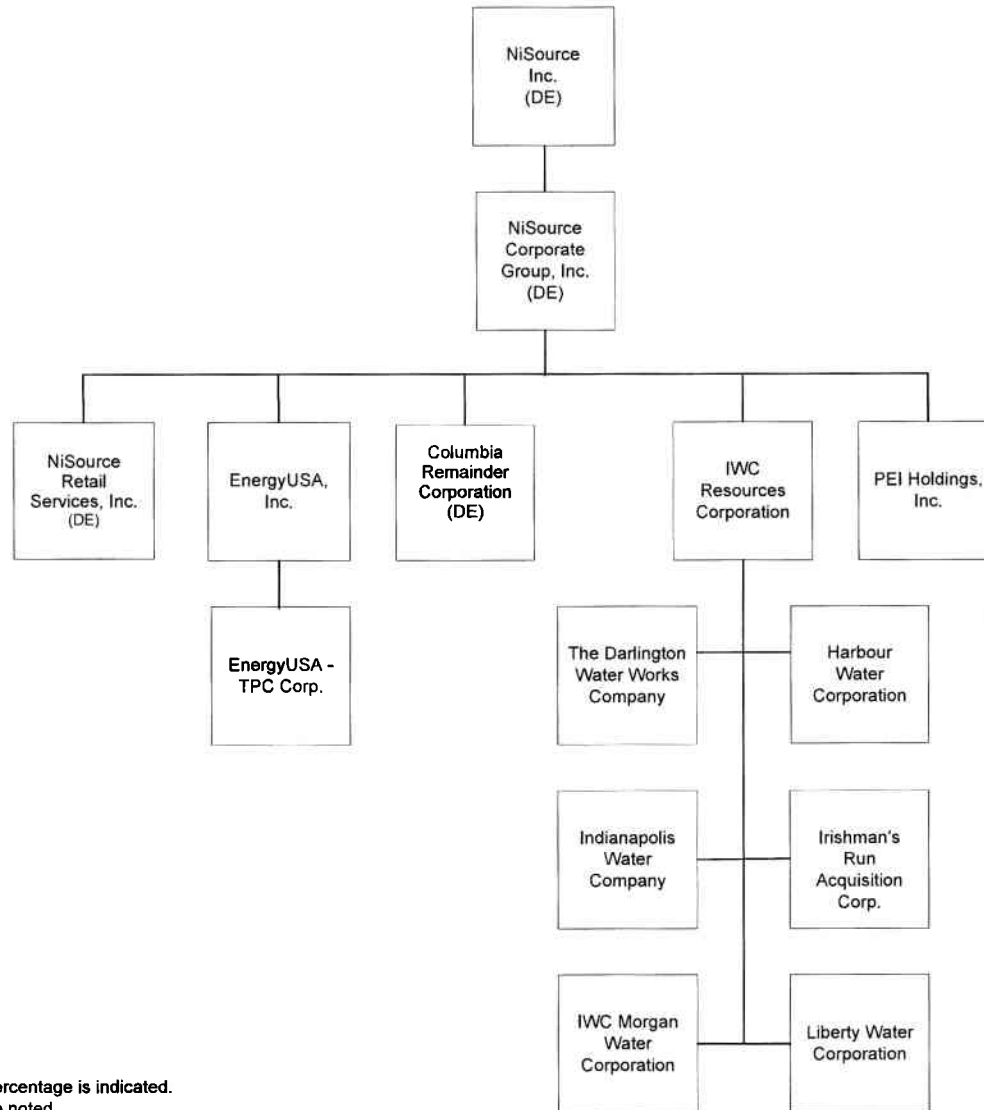 NiSource
Inc.
(DE)
NiSource
Corporate
Group, Inc.
(DE)
NiSource
Retail
Services, Inc.
(DE)
EnergyUSA,
Inc.
Columbia
Remainder
Corporation
(DE)
IWC
Resources
Corporation
PEI Holdings,
Inc.
EnergyUSA -
TPC Corp.
The Darlington
Water Works
Company
Harbour
Water
Corporation
Indianapolis
Water
Company
Irishman's
Run
Acquisition
Corp.
IWC Morgan
Water
Corporation
Liberty Water
Corporation
percentage is indicated.
noted